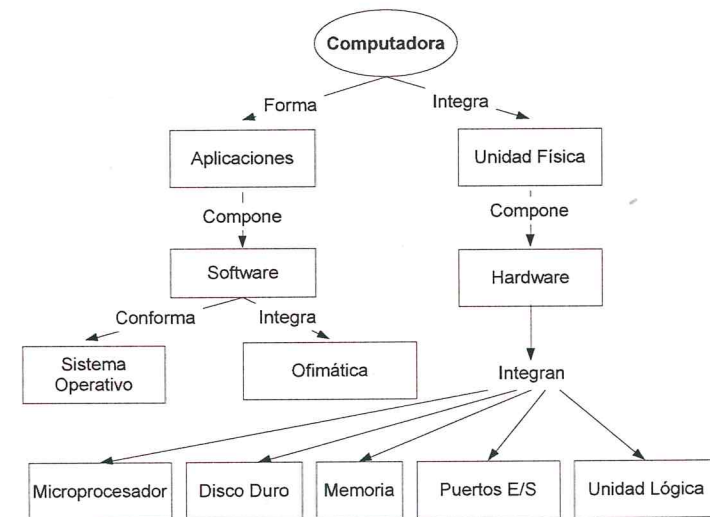 Computadora
Forma
Integra
Aplicaciones
Unidad Física
Compone
Compone
Software
Hardware
Conforma
Integra
Sistema
Operativo
Ofimática
Integran
Microprocesador
Disco Duro
Memoria
Puertos E/S
Unidad Lógica